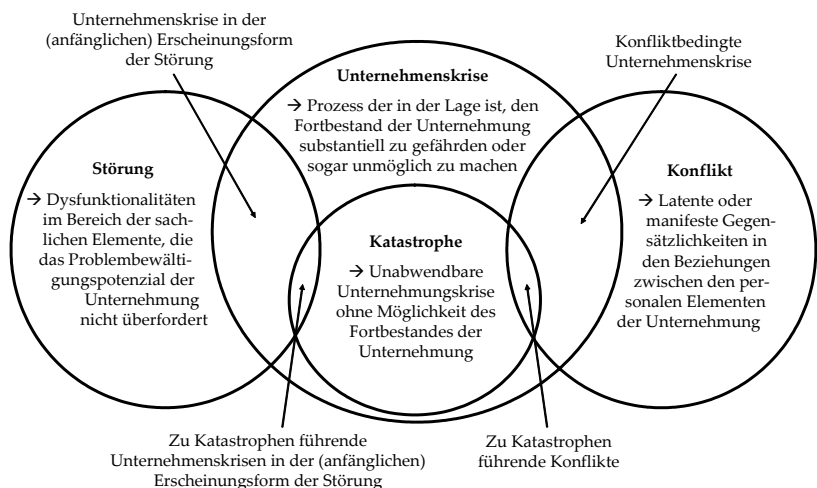 Unternehmenskrise in der
(anfänglichen) Erscheinungsform
der Störung
Konfliktbedingte
Unternehmenskrise
Unternehmenskrise
→ Prozess der in der Lage ist, den
Fortbestand der Unternehmung
substantiell zu gefährden oder
sogar unmöglich zu machen
Störung
→ Dysfunktionalitäten
im Bereich der sach-
lichen Elemente, die
das Problembewälti-
gungspotenzial der
Unternehmung
nicht überfordert
Katastrophe
→ Unabwendbare
Unternehmungskrise
ohne Möglichkeit des
Fortbestandes der
Unternehmung
Konflikt
→ Latente oder
manifeste Gegen-
sätzlichkeiten in
den Beziehungen
zwischen den per-
sonalen Elementen
der Unternehmung
Zu Katastrophen führende
Unternehmenskrisen in der (anfänglichen)
Erscheinungsform der Störung
Zu Katastrophen
führende Konflikte